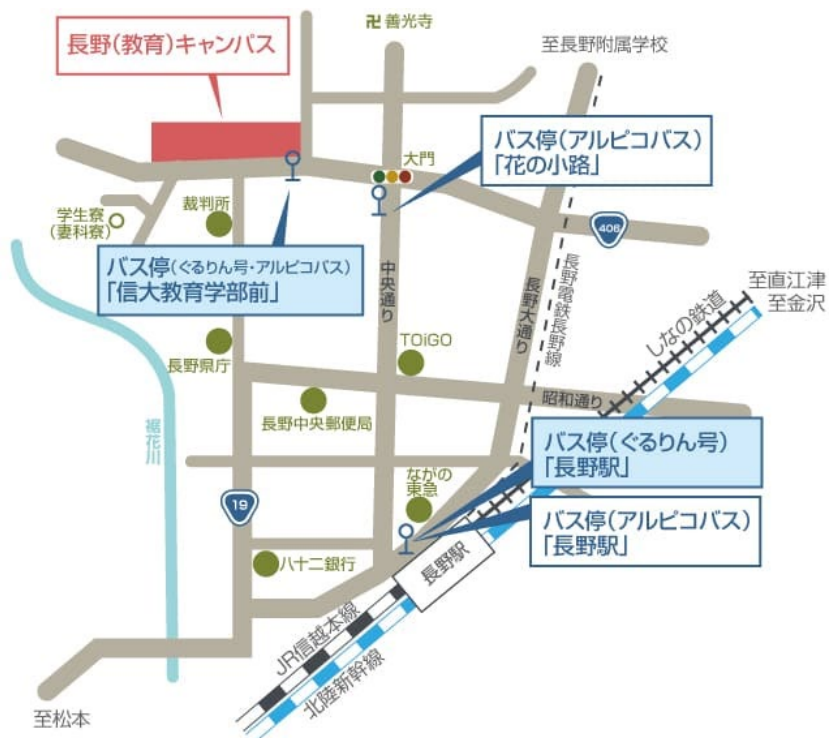 卍善光寺
長野(教育)キャンパス
至長野附属学校
バス停(アルピコバス)
「花の小路」
大門
406
学生寮
(妻科寮)
裁判所
バス停(ぐるりん号・アルピコバス)
「信大教育学部前」
中央通り
長野大通り
長野電鉄長野線
至直江津
至金沢
しなの鉄道
TOiGO
長野県庁
昭和通り
長野中央郵便局
裾花川
バス停(ぐるりん号)
「長野駅」
ながの
東急
19
バス停(アルピコバス)
「長野駅」
八十二銀行
長野駅
JR信越本線
北陸新幹線
至松本